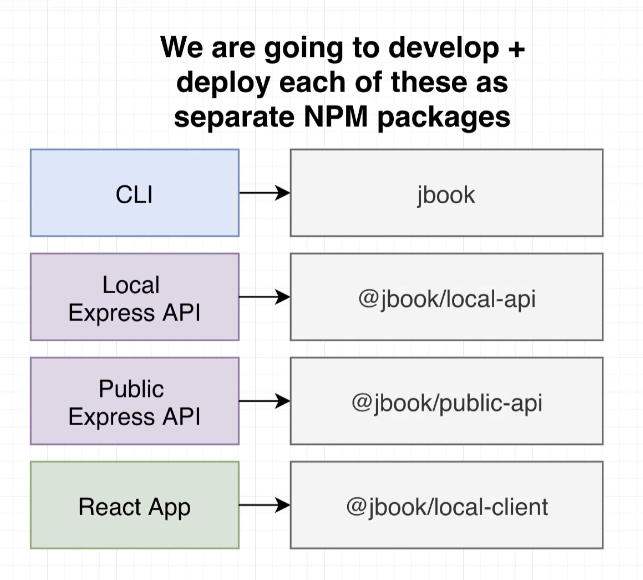 We are going to develop +
deploy each of these as
separate NPM packages
CLI
jbook
Local
Express API
@jbook/local-api
Public
Express API
@jbook/public-api
React App
@jbook/local-client